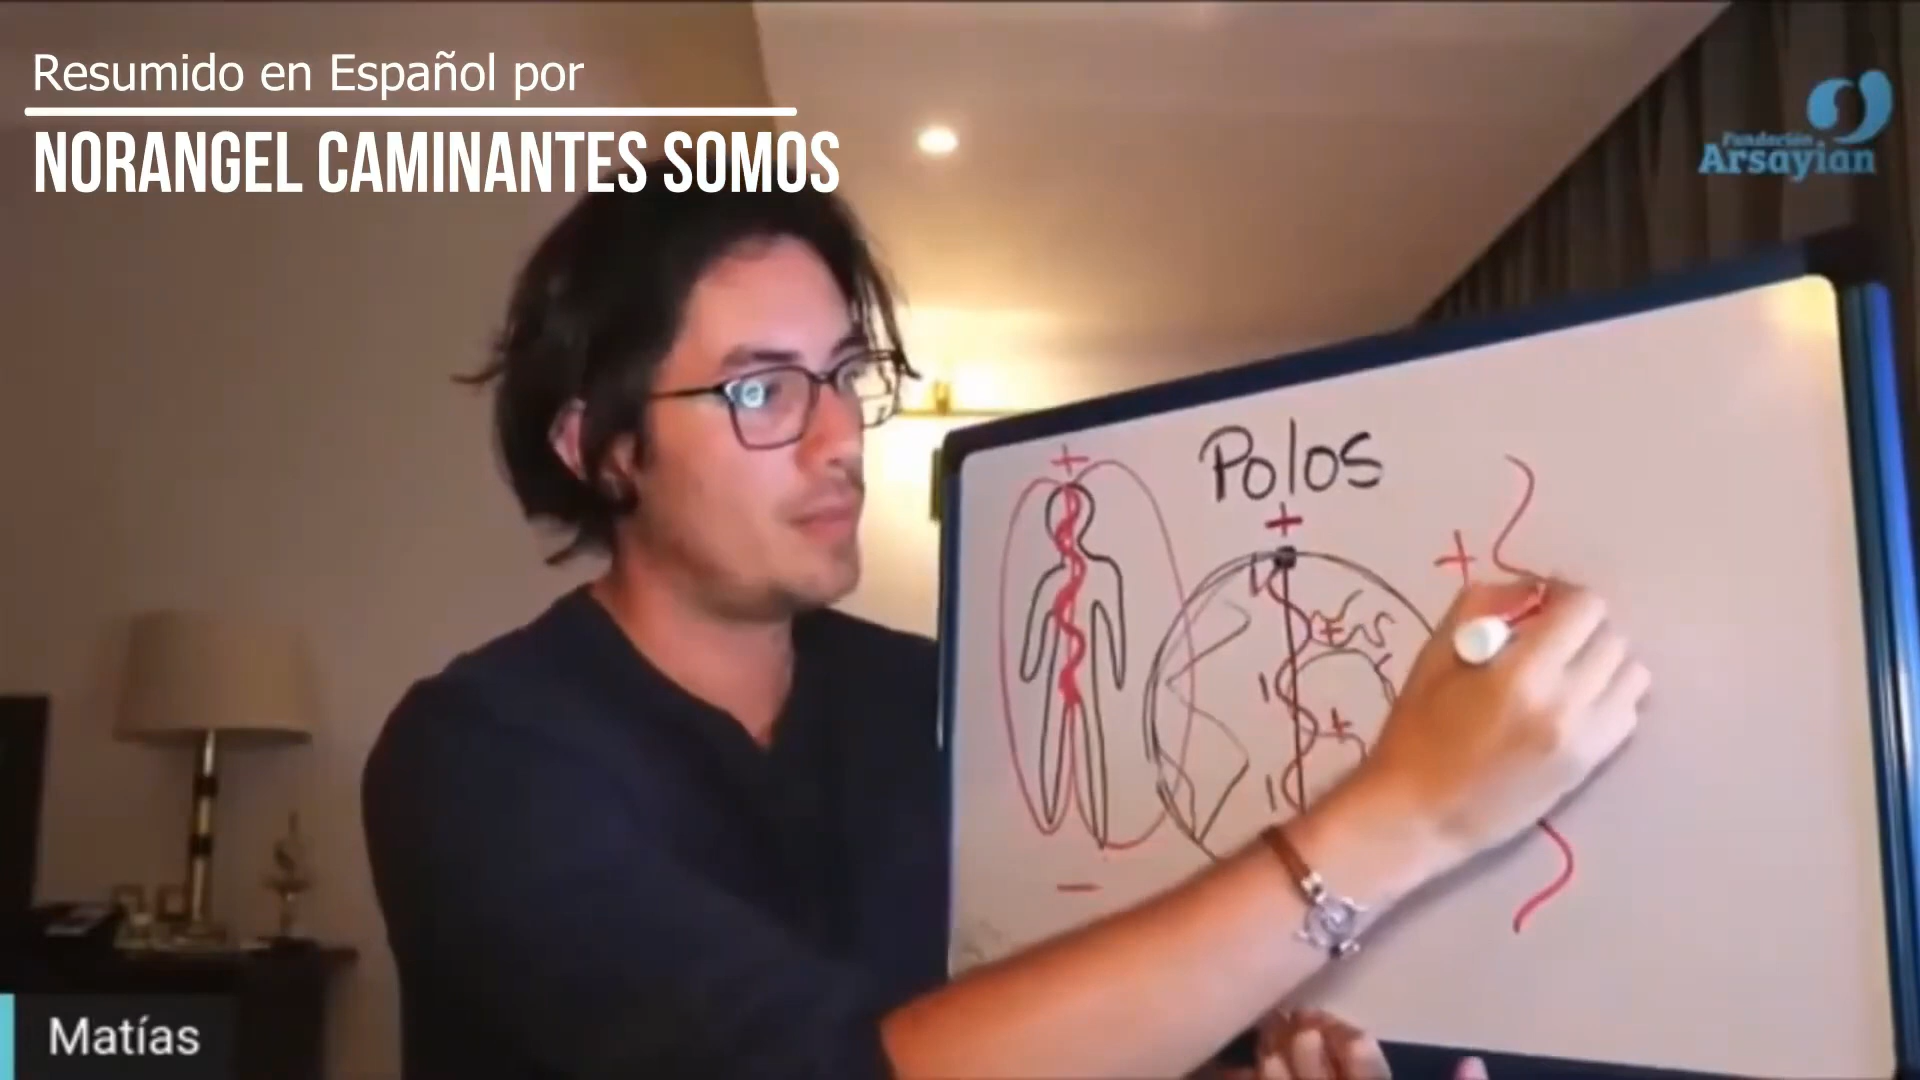 Resumido en Español por
NORANGEL CAMINANTES SOMOS
Fundación
Arsayian
Polos
+
+
+
+
+
−
Matías